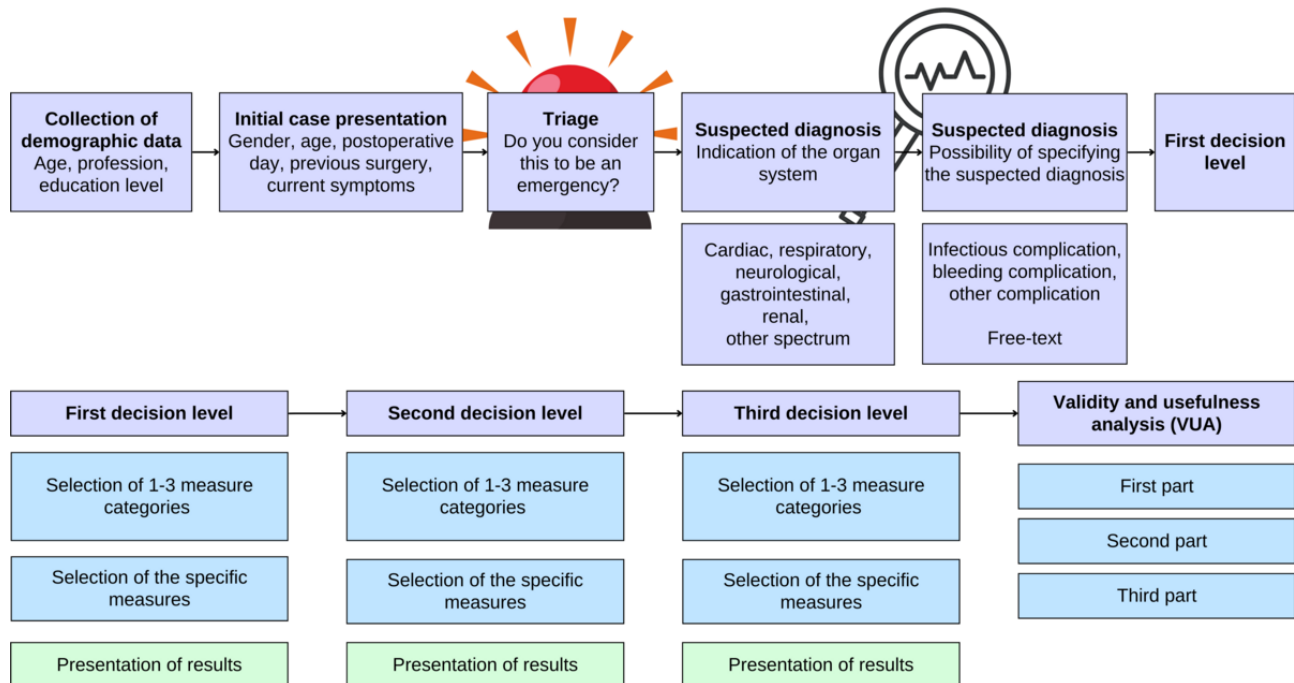 Collection of
demographic data
Age, profession,
education level
Initial case presentation
Gender, age, postoperative
day, previous surgery,
current symptoms
Triage
Do you consider
this to be an
emergency?
Suspected diagnosis
Indication of the organ
system
Suspected diagnosis
Possibility of specifying
the suspected diagnosis
First decision
level
Cardiac, respiratory,
neurological,
gastrointestinal,
renal,
other spectrum
Infectious complication,
bleeding complication,
other complication
Free-text
First decision level
Second decision level
Third decision level
Validity and usefulness
analysis (VUA)
Selection of 1-3 measure
categories
Selection of the specific
measures
Presentation of results
Selection of 1-3 measure
categories
Selection of the specific
measures
Presentation of results
Selection of 1-3 measure
categories
Selection of the specific
measures
Presentation of results
First part
Second part
Third part